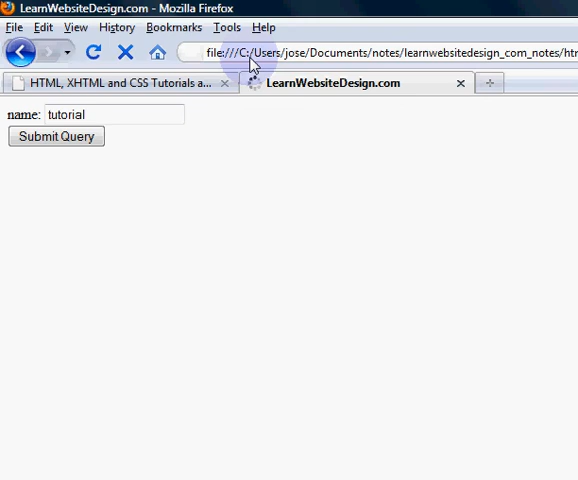 LearnWebsiteDesign.com - Mozilla Firefox
File Edit View History Bookmarks Tools Help
file:///C:/Users/jose/Documents/notes/learnwebsitedesign_com_notes/htm
HTML, XHTML and CSS Tutorials a... LearnWebsiteDesign.com
name: tutorial
Submit Query